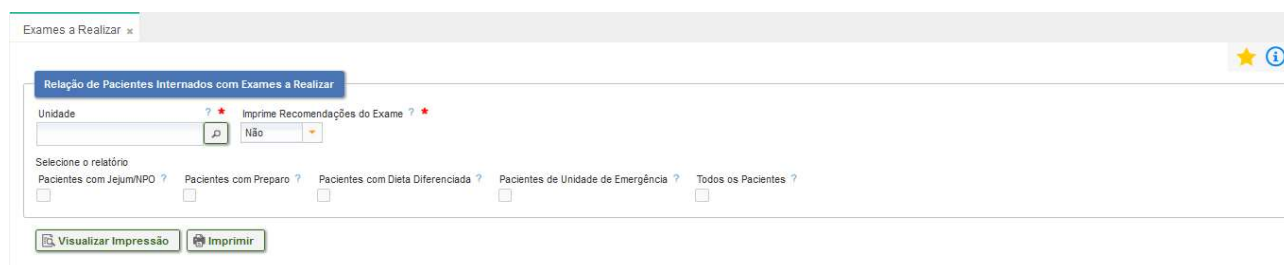 Exames a Realizar ×
Relação de Pacientes Internados com Exames a Realizar
Unidade ? * Imprime Recomendações do Exame ? *
Não
Selecione o relatório
Pacientes com Jejum/NPO ? Pacientes com Preparo ? Pacientes com Dieta Diferenciada ? Pacientes de Unidade de Emergência ? Todos os Pacientes ?
Visualizar Impressão Imprimir